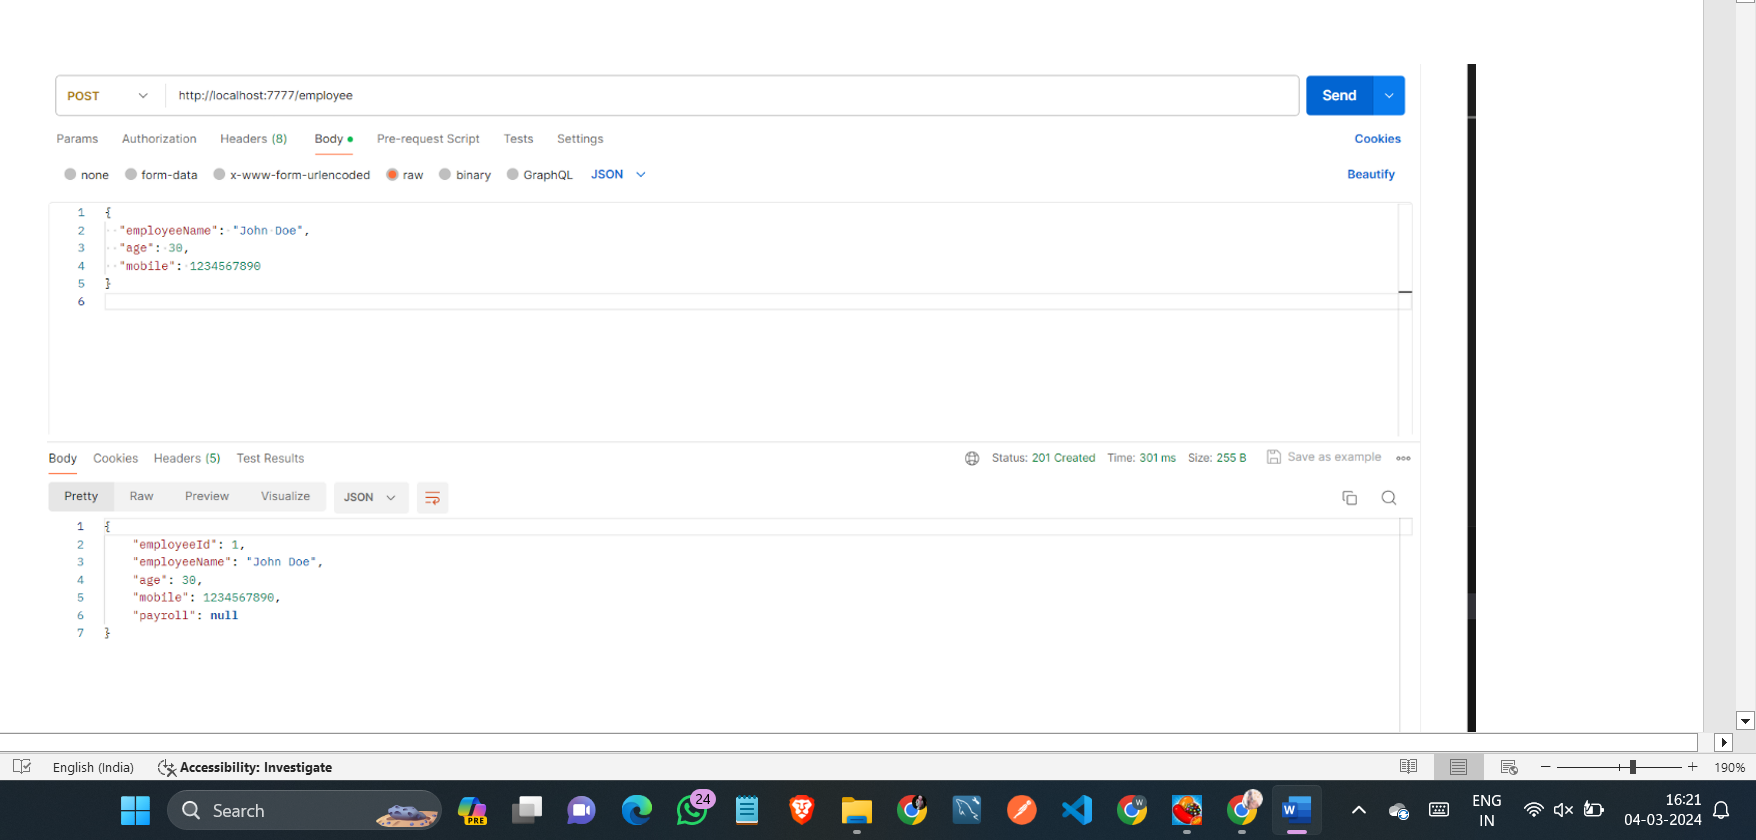 POST http://localhost:7777/employee Send
Params Authorization Headers (8) Body Pre-request Script Tests Settings Cookies
none form-data x-www-form-urlencoded raw binary GraphQL JSON Beautify
1 {
2 "employeeName": "John Doe",
3 "age": 30,
4 "mobile": 1234567890
5 }
6
Body Cookies Headers (5) Test Results Status: 201 Created Time: 301 ms Size: 255 B Save as example
Pretty Raw Preview Visualize JSON
1 {
2 "employeeId": 1,
3 "employeeName": "John Doe",
4 "age": 30,
5 "mobile": 1234567890,
6 "payroll": null
7 }
English (India) Accessibility: Investigate 190%
Search PRE 24 W W ENG 16:21
IN 04-03-2024